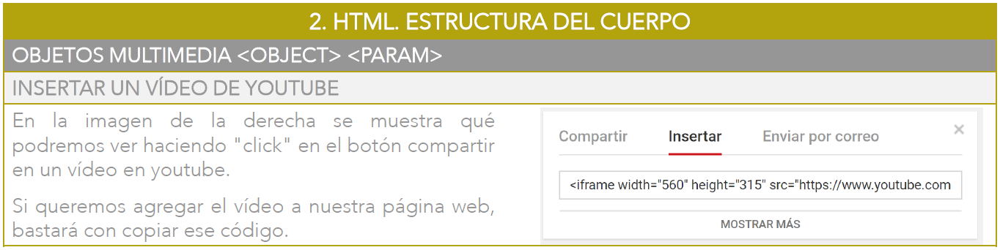 2. HTML. ESTRUCTURA DEL CUERPO
OBJETOS MULTIMEDIA <OBJECT> <PARAM>
INSERTAR UN VÍDEO DE YOUTUBE
En la imagen de la derecha se muestra qué
podremos ver haciendo "click" en el botón compartir
en un vídeo en youtube.
Si queremos agregar el vídeo a nuestra página web,
bastará con copiar ese código.
Compartir Insertar Enviar por correo ×
<iframe width="560" height="315" src="https://www.youtube.com
MOSTRAR MÁS